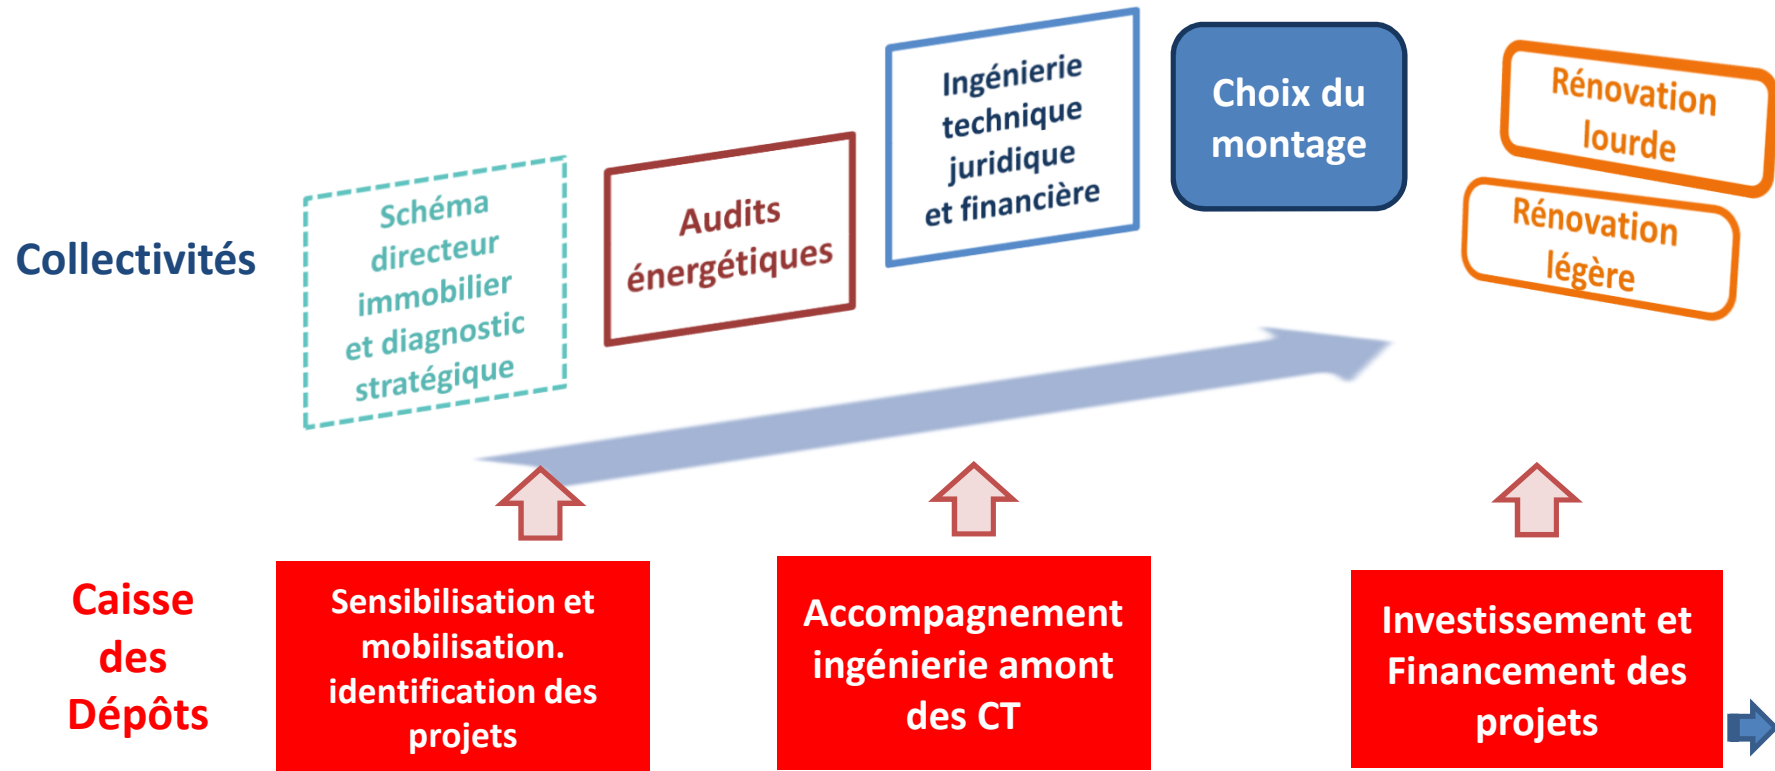 Collectivités
Schéma
directeur
immobilier
et diagnostic
stratégique
Audits
énergétiques
Ingénierie
technique
juridique
et financière
Choix du
montage
Rénovation
lourde
Rénovation
légère
Caisse
des
Dépôts
Sensibilisation et
mobilisation.
identification des
projets
Accompagnement
ingénierie amont
des CT
Investissement et
Financement des
projets